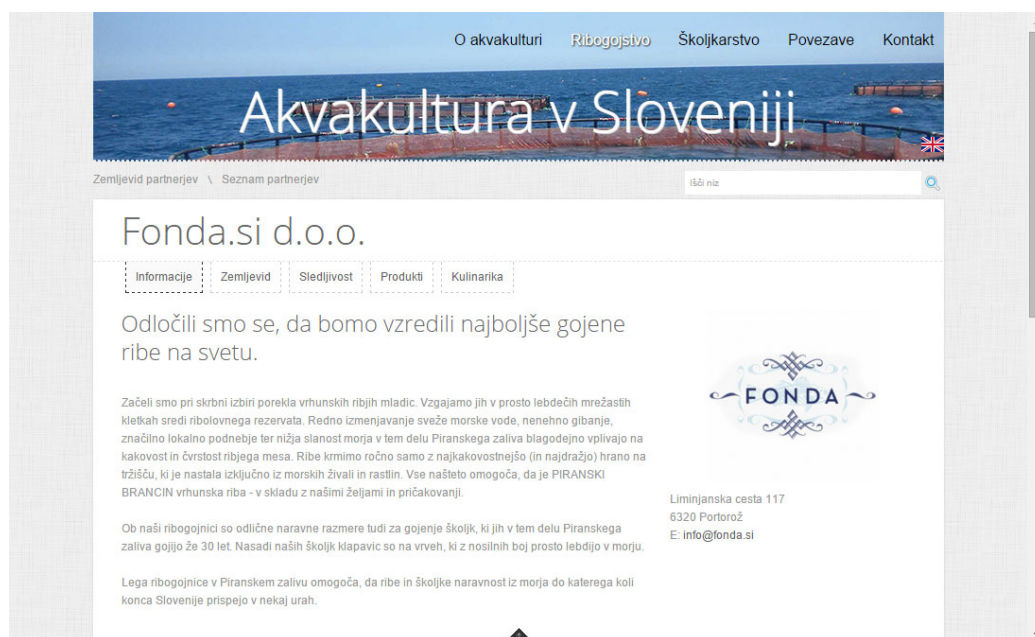 O akvakulturi Ribogojstvo Školjkarstvo Povezave Kontakt
Akvakultura v Sloveniji
Zemljevid partnerjev \ Seznam partnerjev
Išči niz
Fonda.si d.o.o.
Informacije Zemljevid Sledljivost Produkti Kulinarika
Odločili smo se, da bomo vzredili najboljše gojene
ribe na svetu.
Začeli smo pri skrbni izbiri porekla vrhunskih ribjih mladic. Vzgajamo jih v prosto lebdečih mrežastih
kletkah sredi ribolovnega rezervata. Redno izmenjavanje sveže morske vode, nenehno gibanje,
značilno lokalno podnebje ter nižja slanost morja v tem delu Piranskega zaliva blagodejno vplivajo na
kakovost in čvrstost ribjega mesa. Ribe krmimo ročno samo z najkakovostnejšo (in najdražjo) hrano na
tržišču, ki je nastala izključno iz morskih živali in rastlin. Vse našteto omogoča, da je PIRANSKI
BRANCIN vrhunska riba - v skladu z našimi željami in pričakovanji.
Ob naši ribogojnici so odlične naravne razmere tudi za gojenje školjk, ki jih v tem delu Piranskega
zaliva gojijo že 30 let. Nasadi naših školjk klapavic so na vrveh, ki z nosilnih boj prosto lebdijo v morju.
Lega ribogojnice v Piranskem zalivu omogoča, da ribe in školjke naravnost iz morja do katerega koli
konca Slovenije prispejo v nekaj urah.
FONDA
Liminjanska cesta 117
6320 Portorož
E: info@fonda.si